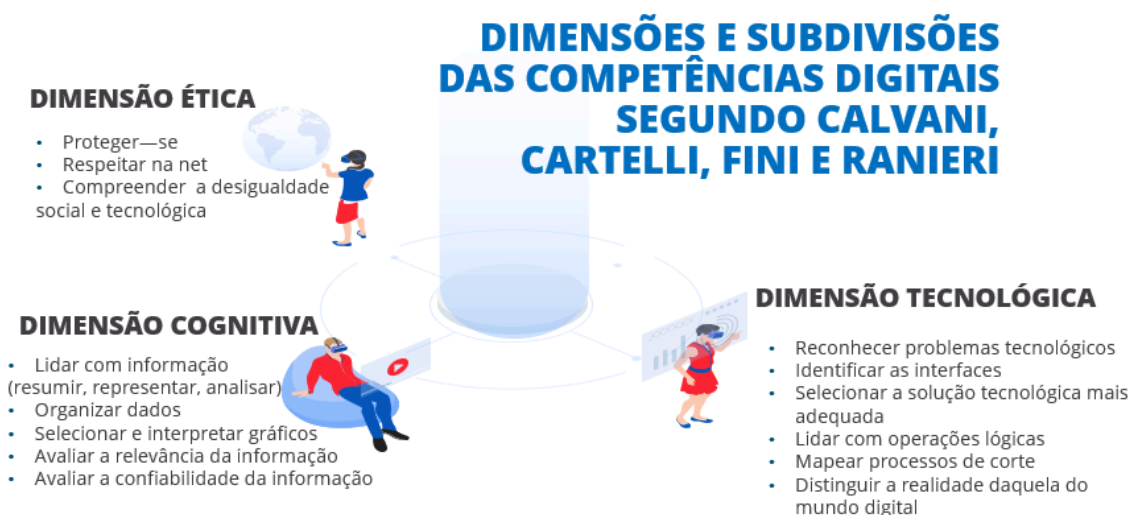 DIMENSÕES E SUBDIVISÕES
DAS COMPETÊNCIAS DIGITAIS
SEGUNDO CALVANI,
CARTELLI, FINI E RANIERI
DIMENSÃO ÉTICA
• Proteger—se
• Respeitar na net
• Compreender a desigualdade
social e tecnológica
DIMENSÃO COGNITIVA
• Lidar com informação
(resumir, representar, analisar)
• Organizar dados
• Selecionar e interpretar gráficos
• Avaliar a relevância da informação
• Avaliar a confiabilidade da informação
DIMENSÃO TECNOLÓGICA
• Reconhecer problemas tecnológicos
• Identificar as interfaces
• Selecionar a solução tecnológica mais
adequada
• Lidar com operações lógicas
• Mapear processos de corte
• Distinguir a realidade daquela do
mundo digital